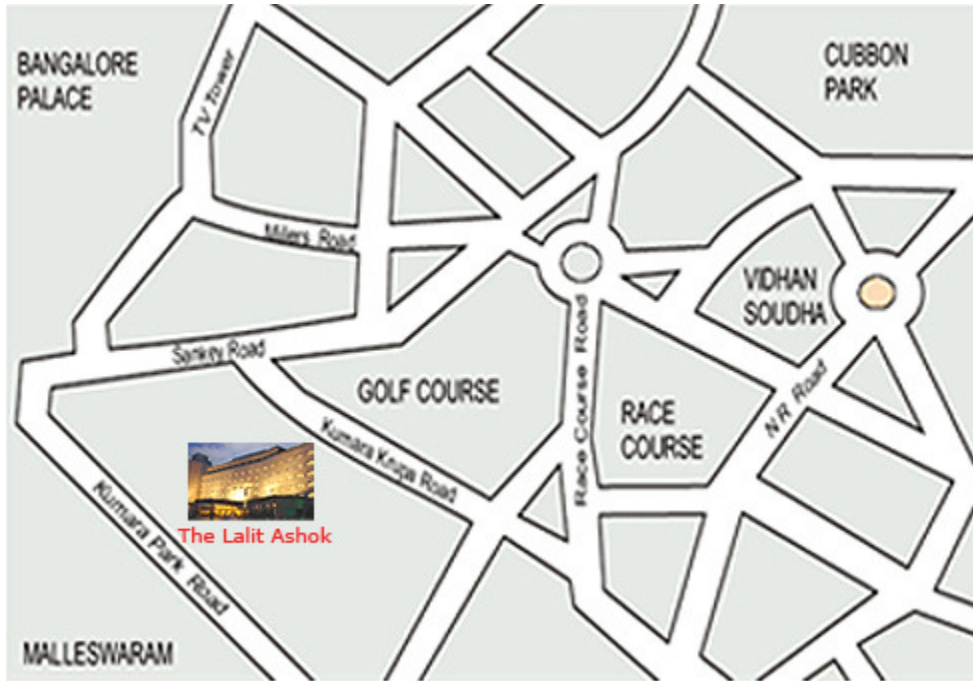 BANGALORE
PALACE
TV Tower
CUBBON
PARK
Millers Road
VIDHAN
SOUDHA
Sankey Road
GOLF COURSE
Race Course Road
RACE
COURSE
N R Road
Kumara Krupa Road
The Lalit Ashok
Kumara Park Road
MALLESWARAM